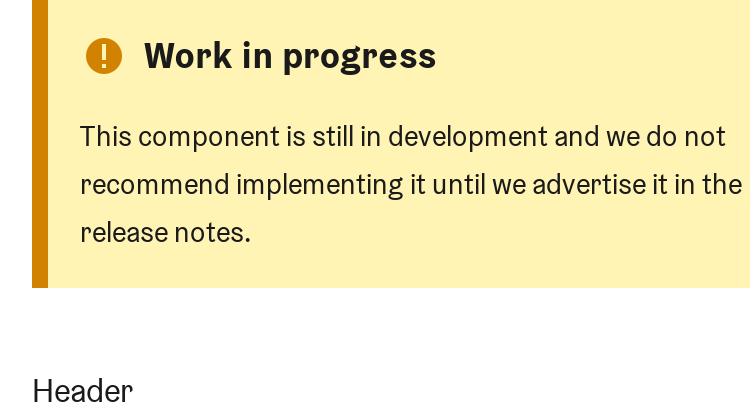 Work in progress
This component is still in development and we do not
recommend implementing it until we advertise it in the
release notes.
Header